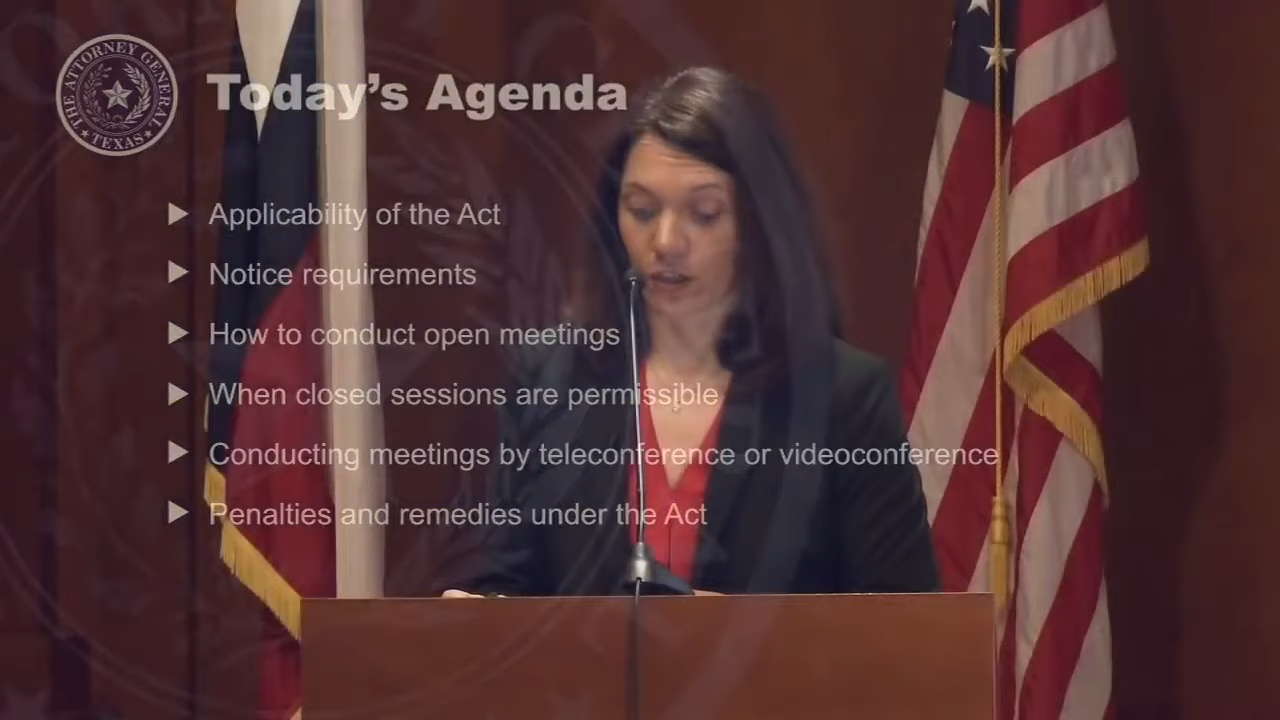 THE ATTORNEY GENERAL
TEXAS
Today's Agenda
Applicability of the Act
Notice requirements
How to conduct open meetings
When closed sessions are permissible
Conducting meetings by teleconference or videoconference
Penalties and remedies under the Act